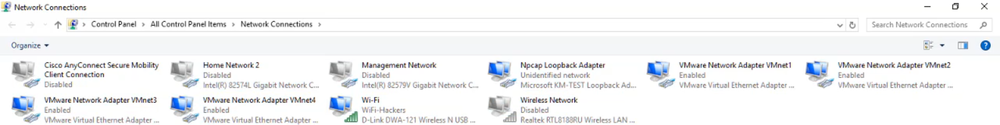 Network Connections
Control Panel > All Control Panel Items > Network Connections >
Search Network Connections
Organize
Cisco AnyConnect Secure Mobility
Client Connection
Disabled
Home Network 2
Disabled
Intel(R) 82574L Gigabit Network C...
Management Network
Disabled
Intel(R) 82579V Gigabit Network C...
Npcap Loopback Adapter
Unidentified network
Microsoft KM-TEST Loopback Ad...
VMware Network Adapter VMnet1
Enabled
VMware Virtual Ethernet Adapter ...
VMware Network Adapter VMnet2
Enabled
VMware Virtual Ethernet Adapter ...
VMware Network Adapter VMnet3
Enabled
VMware Virtual Ethernet Adapter ...
VMware Network Adapter VMnet4
Enabled
VMware Virtual Ethernet Adapter ...
Wi-Fi
WiFi-Hackers
D-Link DWA-121 Wireless N USB ...
Wireless Network
Disabled
Realtek RTL8188RU Wireless LAN ...